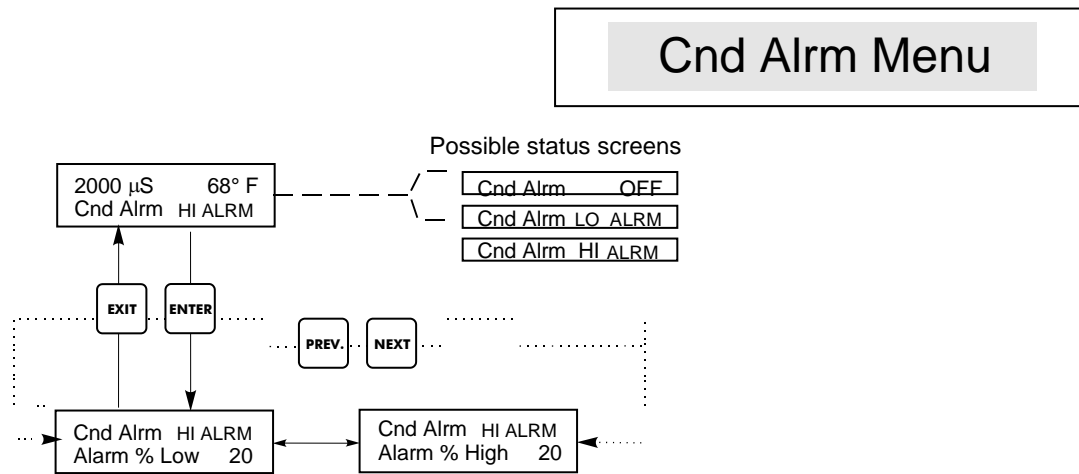 Cnd Alrm Menu
Possible status screens
2000 µS 68° F
Cnd Alrm HI ALRM
Cnd Alrm OFF
Cnd Alrm LO ALRM
Cnd Alrm HI ALRM
EXIT
ENTER
PREV.
NEXT
Cnd Alrm HI ALRM
Alarm % Low 20
Cnd Alrm HI ALRM
Alarm % High 20